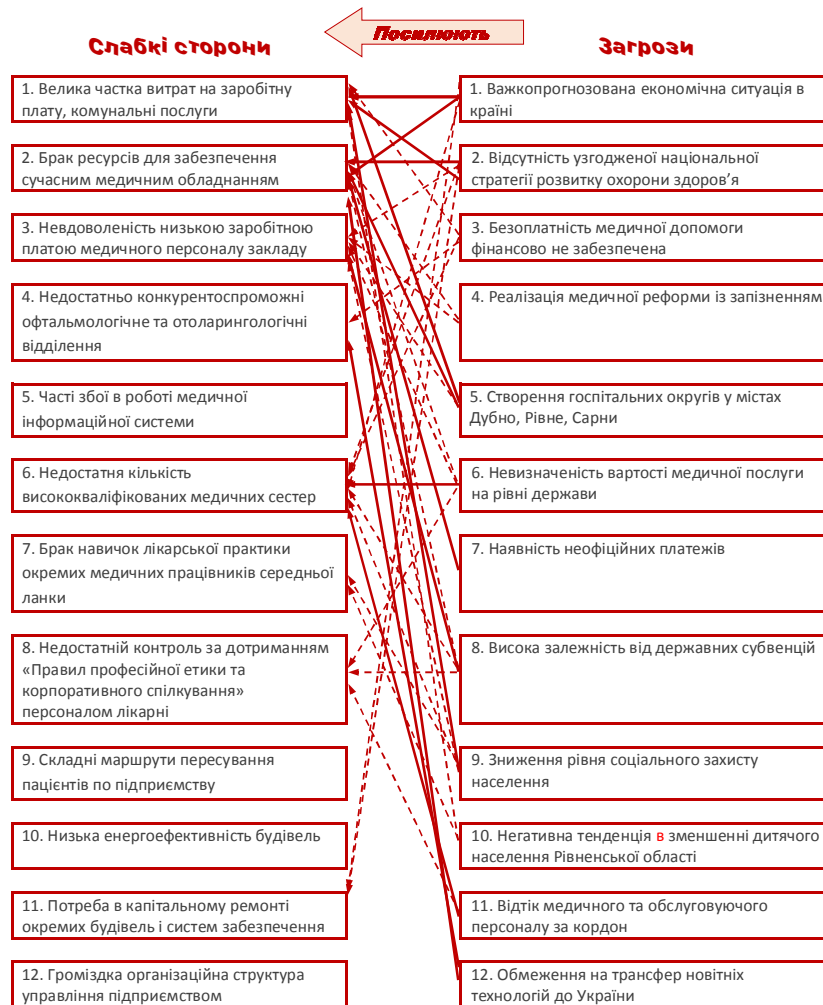 Посилюють
Слабкі сторони
1. Велика частка витрат на заробітну
плату, комунальні послуги
2. Брак ресурсів для забезпечення
сучасним медичним обладнанням
3. Невдоволеність низькою заробітною
платою медичного персоналу закладу
4. Недостатньо конкурентоспроможні
офтальмологічне та отоларингологічні
відділення
5. Часті збої в роботі медичної
інформаційної системи
6. Недостатня кількість
висококваліфікованих медичних сестер
7. Брак навичок лікарської практики
окремих медичних працівників середньої
ланки
8. Недостатній контроль за дотриманням
«Правил професійної етики та
корпоративного спілкування»
персоналом лікарні
9. Складні маршрути пересування
пацієнтів по підприємству
10. Низька енергоефективність будівель
11. Потреба в капітальному ремонті
окремих будівель і систем забезпечення
12. Громіздка організаційна структура
управління підприємством
Загрози
1. Важкопрогнозована економічна ситуація в
країні
2. Відсутність узгодженої національної
стратегії розвитку охорони здоров’я
3. Безоплатність медичної допомоги
фінансово не забезпечена
4. Реалізація медичної реформи із запізненням
5. Створення госпітальних округів у містах
Дубно, Рівне, Сарни
6. Невизначеність вартості медичної послуги
на рівні держави
7. Наявність неофіційних платежів
8. Висока залежність від державних субвенцій
9. Зниження рівня соціального захисту
населення
10. Негативна тенденція в зменшенні дитячого
населення Рівненської області
11. Відтік медичного та обслуговуючого
персоналу за кордон
12. Обмеження на трансфер новітніх
технологій до України